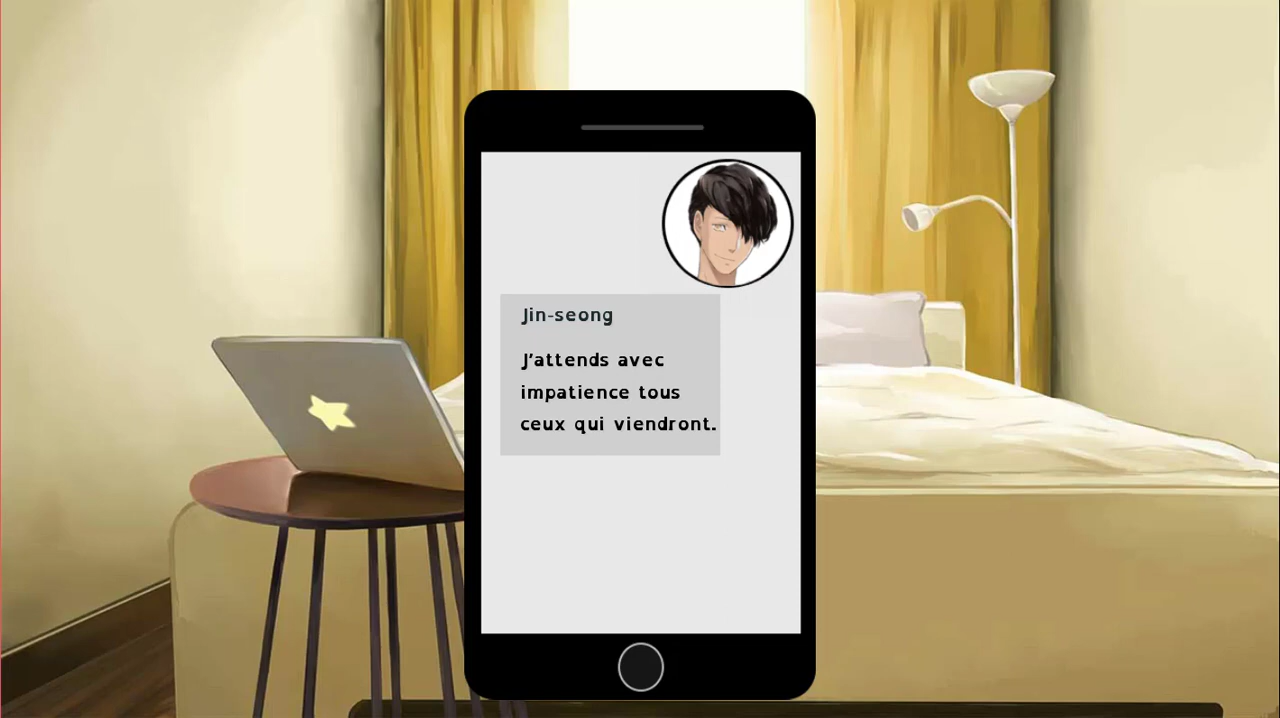 Jin-seong
J'attends avec
impatience tous
ceux qui viendront.